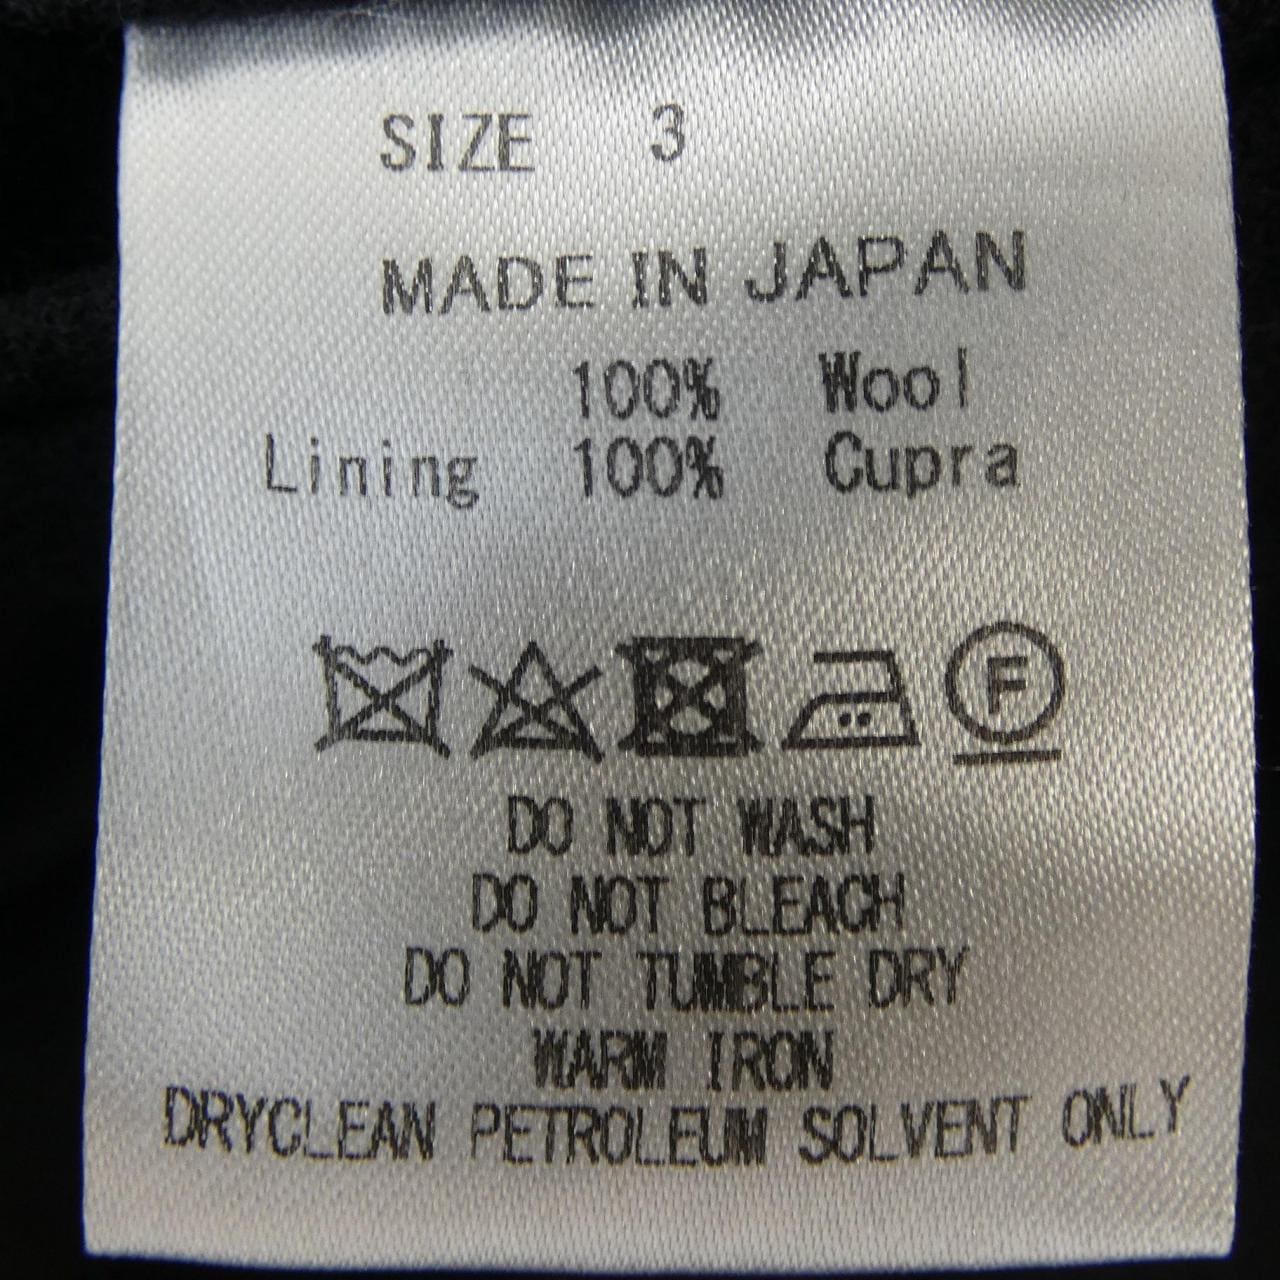 SIZE 3
MADE IN JAPAN
100% Wool
Lining 100% Cupra
F
DO NOT WASH
DO NOT BLEACH
DO NOT TUMBLE DRY
WARM IRON
DRYCLEAN PETROLEUM SOLVENT ONLY